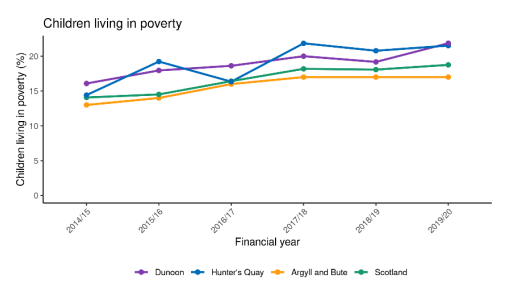 Children living in poverty
Children living in poverty (%)
20
15
10
5
0
2014/15 2015/16 2016/17 2017/18 2018/19 2019/20
Financial year
Dunoon Hunter's Quay Argyll and Bute Scotland